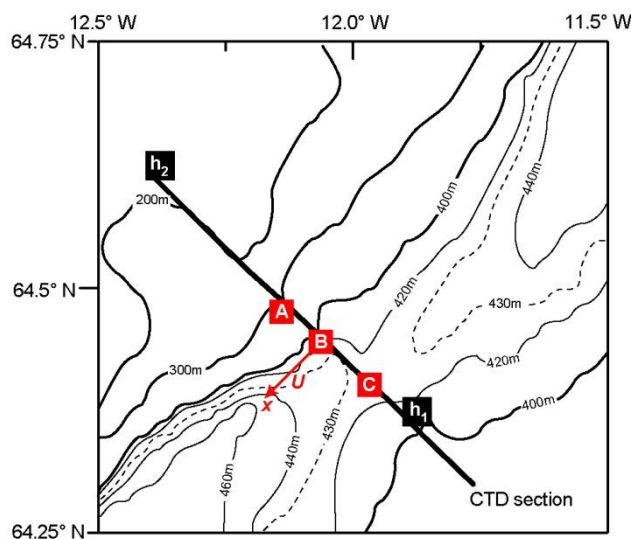 12.5° W
12.0° W
11.5° W
64.75° N
h2
200m
400m
440m
420m
64.5° N
A
430m
B
420m
300m
U
C
x
h1
400m
430m
440m
460m
CTD section
64.25° N